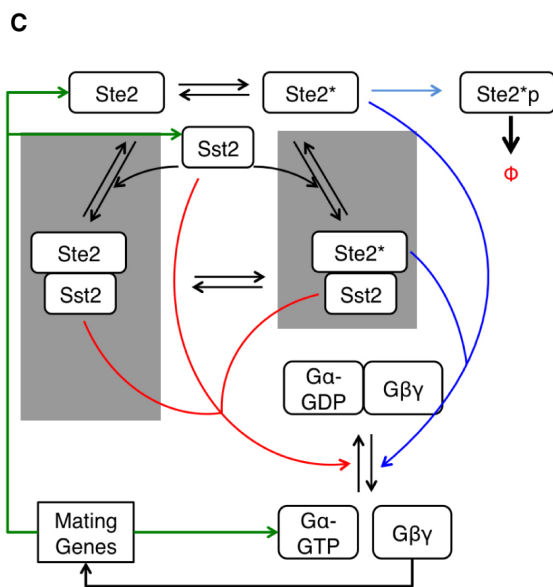 C
Ste2
Ste2*
Ste2*p
Sst2
Φ
Ste2
Sst2
Ste2*
Sst2
Gα-
GDP
Gβγ
Mating
Genes
Gα-
GTP
Gβγ